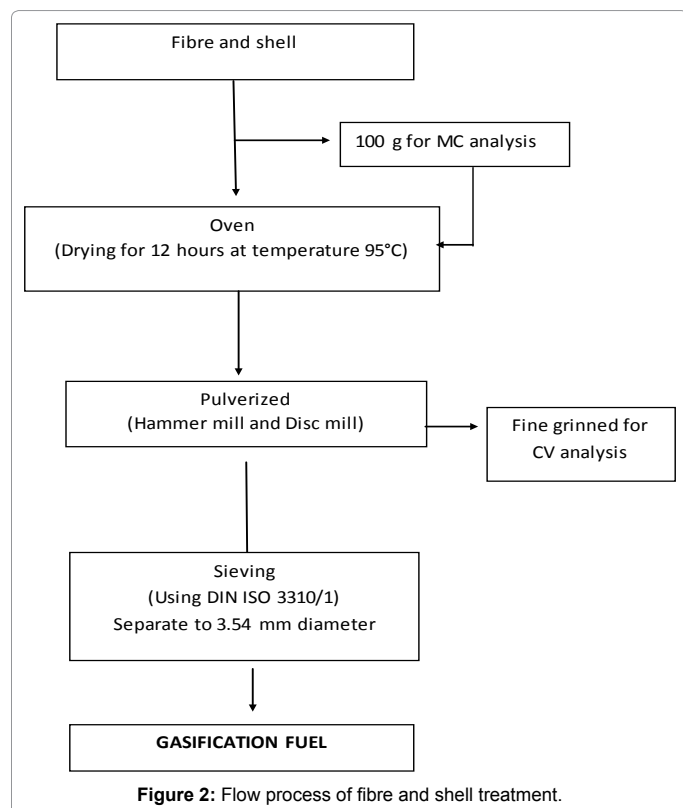 Fibre and shell
100 g for MC analysis
Oven
(Drying for 12 hours at temperature 95°C)
Pulverized
(Hammer mill and Disc mill)
Fine grinned for
CV analysis
Sieving
(Using DIN ISO 3310/1)
Separate to 3.54 mm diameter
GASIFICATION FUEL
Figure 2: Flow process of fibre and shell treatment.